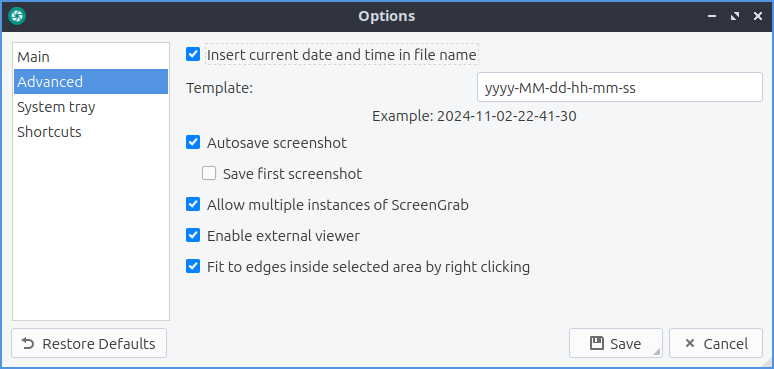 Options
Main
Advanced
System tray
Shortcuts
Insert current date and time in file name
Template: yyyy-MM-dd-hh-mm-ss
Example: 2024-11-02-22-41-30
Autosave screenshot
Save first screenshot
Allow multiple instances of ScreenGrab
Enable external viewer
Fit to edges inside selected area by right clicking
Restore Defaults Save Cancel